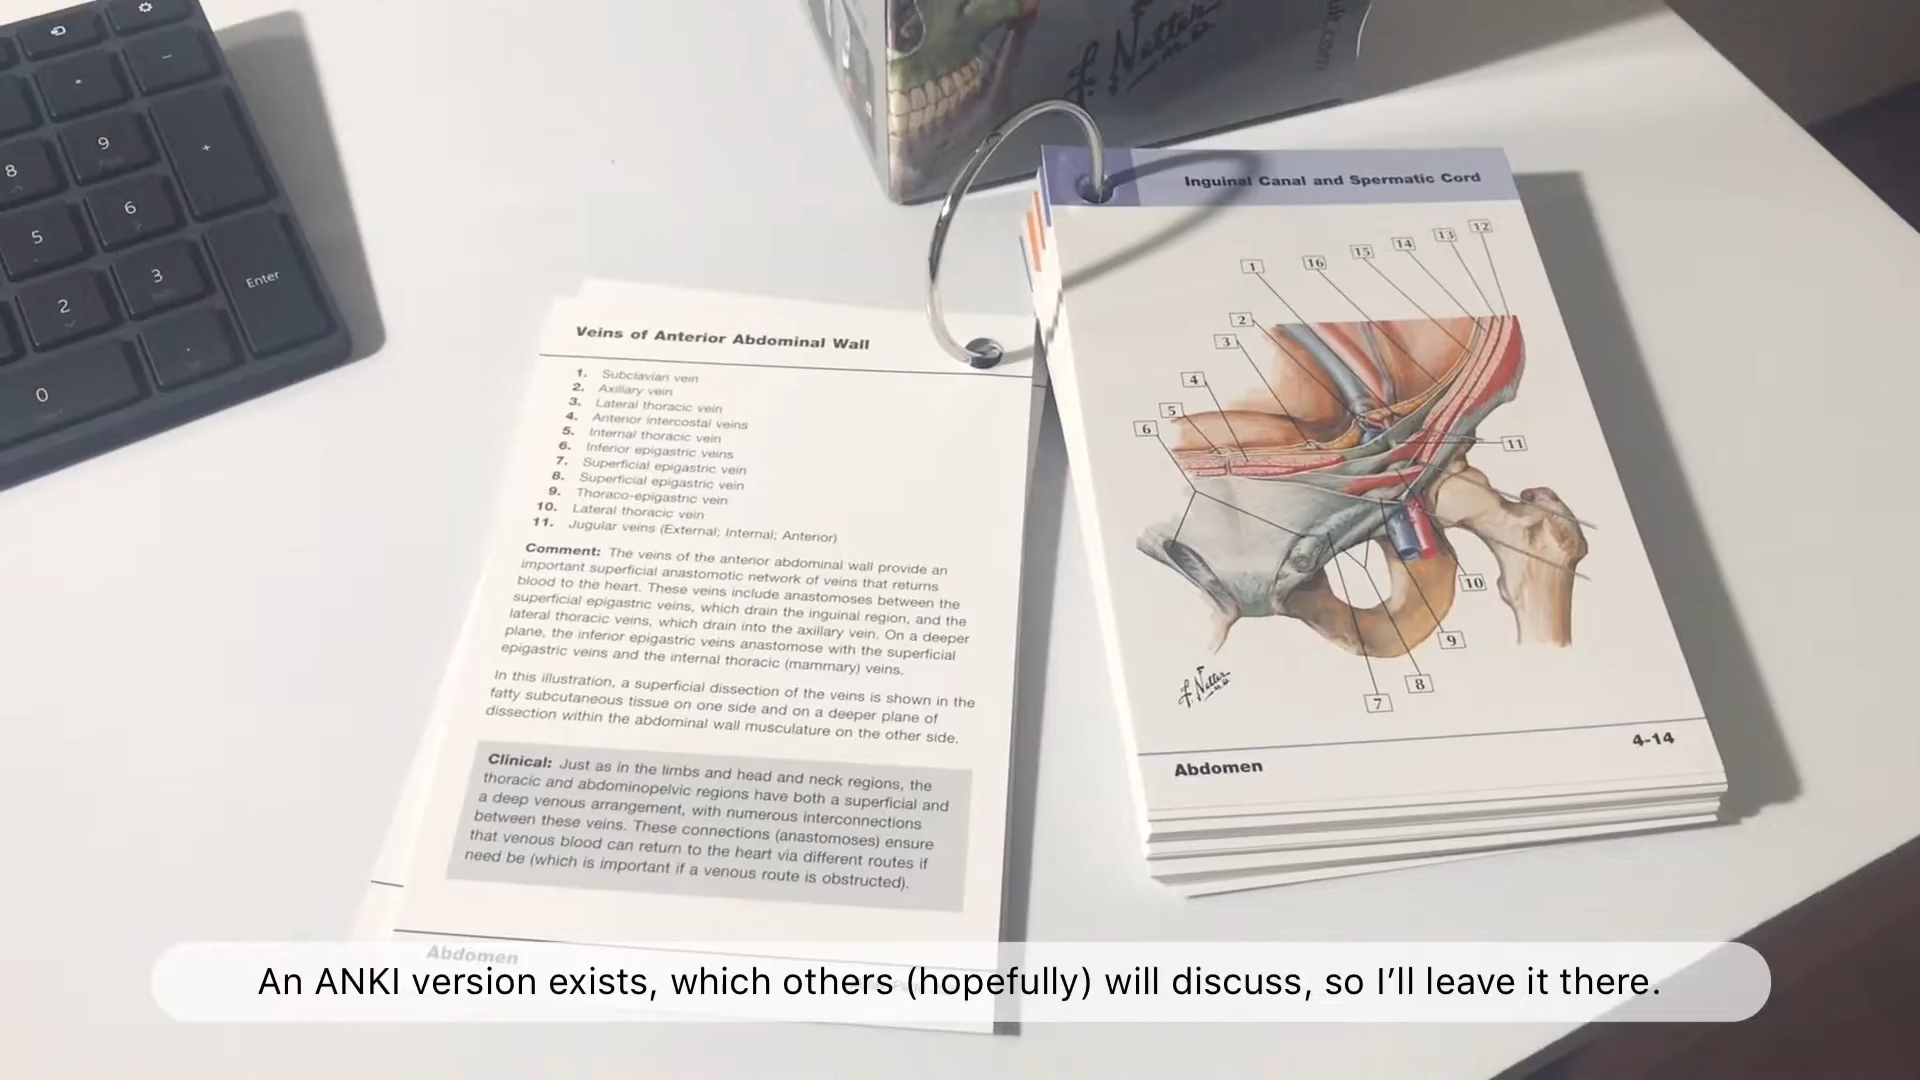 8
5
2
0
9
6
3
-
+
.
Enter
F. Netter
M.D.
ult.com
Veins of Anterior Abdominal Wall
1. Subclavian vein
2. Axillary vein
3. Lateral thoracic vein
4. Anterior intercostal veins
5. Internal thoracic vein
6. Inferior epigastric veins
7. Superficial epigastric vein
8. Superficial epigastric vein
9. Thoraco-epigastric vein
10. Lateral thoracic vein
11. Jugular veins (External; Internal; Anterior)
Comment: The veins of the anterior abdominal wall provide an
important superficial anastomotic network of veins that returns
blood to the heart. These veins include anastomoses between the
superficial epigastric veins, which drain the inguinal region, and the
lateral thoracic veins, which drain into the axillary vein. On a deeper
plane, the inferior epigastric veins anastomose with the superficial
epigastric veins and the internal thoracic (mammary) veins.
In this illustration, a superficial dissection of the veins is shown in the
fatty subcutaneous tissue on one side and on a deeper plane of
dissection within the abdominal wall musculature on the other side.
Clinical: Just as in the limbs and head and neck regions, the
thoracic and abdominopelvic regions have both a superficial and
a deep venous arrangement, with numerous interconnections
between these veins. These connections (anastomoses) ensure
that venous blood can return to the heart via different routes if
need be (which is important if a venous route is obstructed).
Abdomen
Inguinal Canal and Spermatic Cord
1
16
15
14
13
12
2
3
4
5
6
11
10
9
8
7
F. Netter
M.D.
4-14
Abdomen
An ANKI version exists, which others (hopefully) will discuss, so I’ll leave it there.